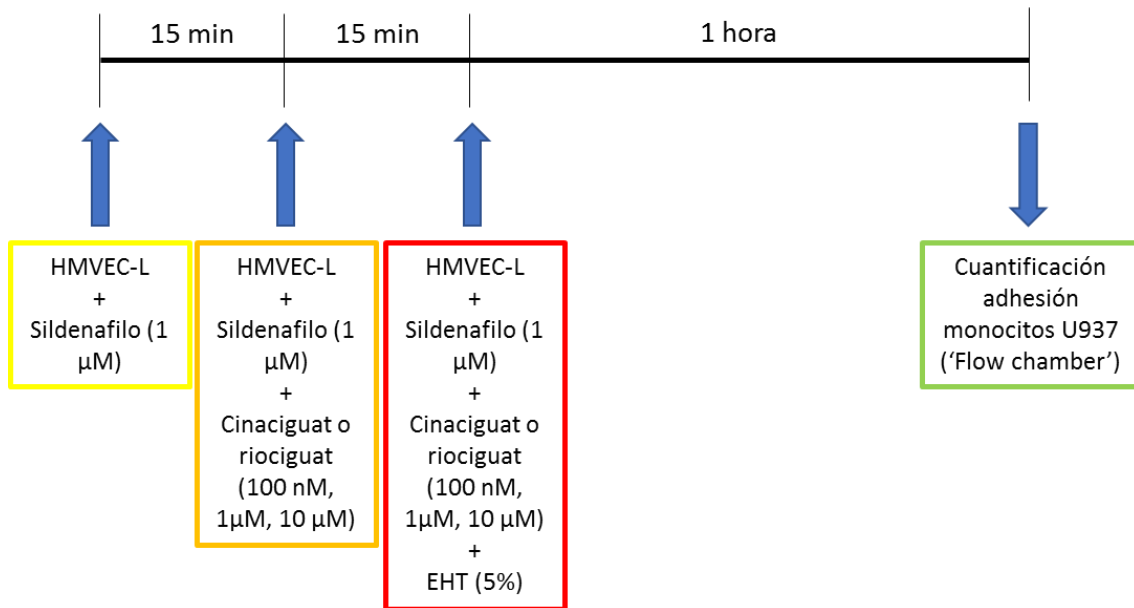 15 min
15 min
1 hora
HMVEC-L
+
Sildenafilo (1
µM)
HMVEC-L
+
Sildenafilo (1
µM)
+
Cinaciguat o
riociguat
(100 nM,
1µM, 10 µM)
HMVEC-L
+
Sildenafilo (1
µM)
+
Cinaciguat o
riociguat
(100 nM,
1µM, 10 µM)
+
EHT (5%)
Cuantificación
adhesión
monocitos U937
(‘Flow chamber’)